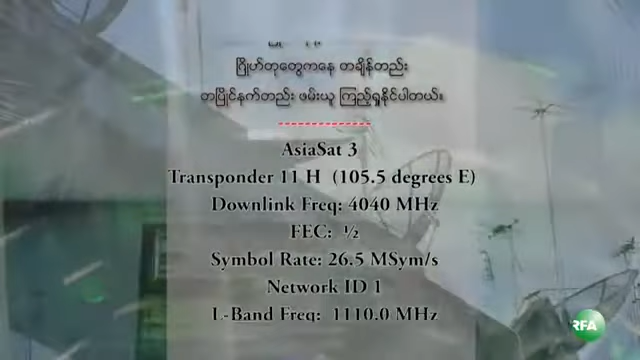 ဂြိုဟ်တုတွေကနေ တချိန်တည်း
တပြိုင်နက်တည်း ဖမ်းယူ ကြည့်ရှုနိုင်ပါတယ်။
AsiaSat 3
Transponder 11 H (105.5 degrees E)
Downlink Freq: 4040 MHz
FEC: ½
Symbol Rate: 26.5 MSym/s
Network ID 1
L-Band Freq: 1110.0 MHz
RFA